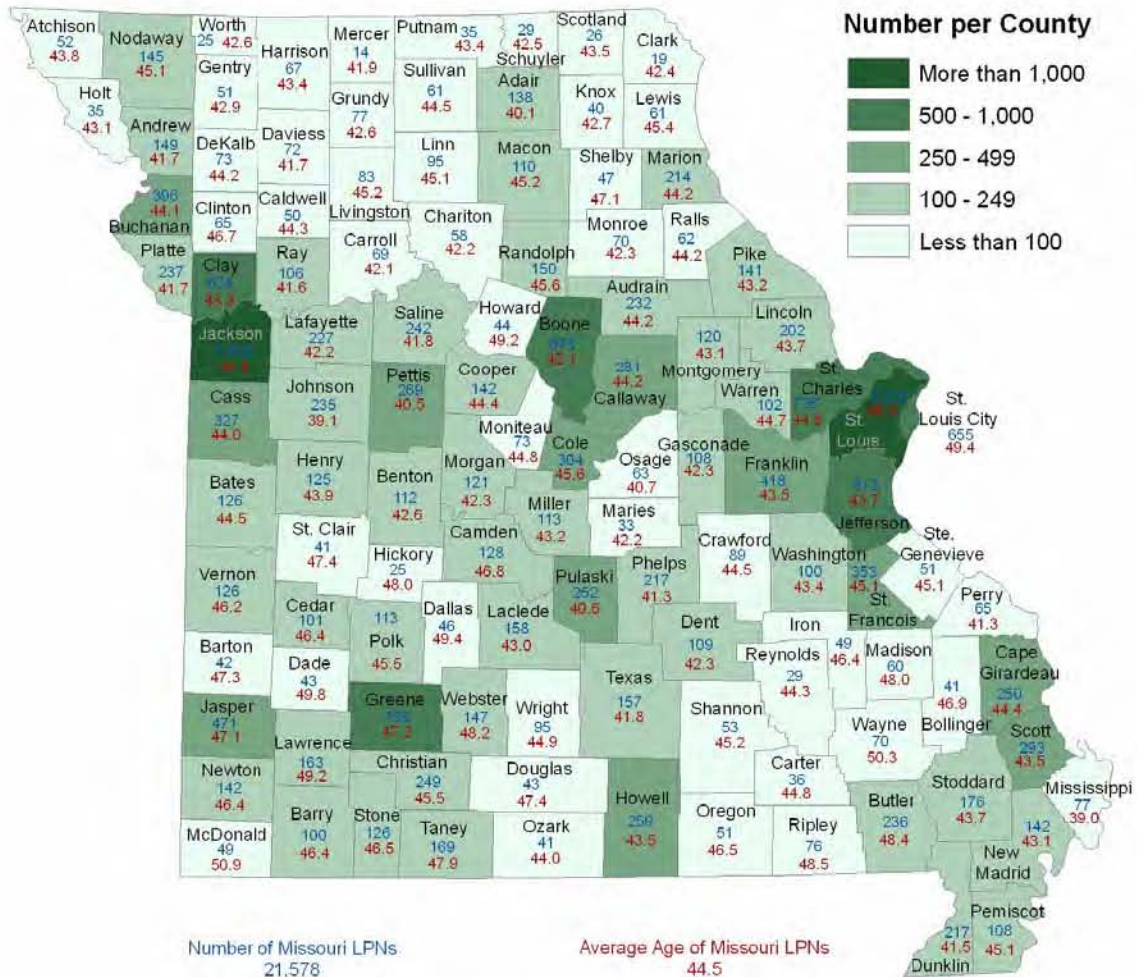 Number per County
More than 1,000
500 - 1,000
250 - 499
100 - 249
Less than 100
Atchison
52
43.8
Nodaway
145
45.1
Worth
25 42.6
Harrison
67
43.4
Mercer
14
41.9
Putnam 35
43.4
29
42.5
Schuyler
Scotland
26
43.5
Clark
19
42.4
Holt
35
43.1
Gentry
51
42.9
Grundy
77
42.6
Sullivan
61
44.5
Adair
138
40.1
Knox
40
42.7
Lewis
61
45.4
Andrew
149
41.7
DeKalb
73
44.2
Daviess
72
41.7
83
45.2
Livingston
Linn
95
45.1
Macon
110
45.2
Shelby
47
47.1
Marion
214
44.2
396
44.1
Buchanan
Clinton
65
46.7
Caldwell
50
44.3
Carroll
69
42.1
Chariton
58
42.2
Randolph
150
45.6
Monroe
70
42.3
Ralls
62
44.2
Pike
141
43.2
Platte
237
41.7
Clay
Ray
106
41.6
Audrain
232
44.2
Jackson
Lafayette
227
42.2
Saline
242
41.8
Howard
44
49.2
Boone
42.1
281
44.2
Callaway
120
43.1
Montgomery
Lincoln
202
43.7
Warren
102
44.7
St.
Charles
St.
Louis
St.
Louis City
655
49.4
Cass
327
44.0
Johnson
235
39.1
Pettis
269
40.5
Cooper
142
44.4
Moniteau
73
44.8
Cole
304
45.6
Osage
63
40.7
Gasconade
108
42.3
Franklin
418
43.5
43.7
Jefferson
Bates
126
44.5
Henry
125
43.9
Benton
112
42.6
Morgan
121
42.3
Miller
113
43.2
Maries
33
42.2
St. Clair
41
47.4
Hickory
25
48.0
Camden
128
46.8
Pulaski
252
40.6
Phelps
217
41.3
Crawford
89
44.5
Washington
100
43.4
353
45.1
St.
Francois
Ste.
Genevieve
51
45.1
Perry
65
41.3
Vernon
126
46.2
Cedar
101
46.4
113
Polk
45.5
Dallas
46
49.4
Laclede
158
43.0
Dent
109
42.3
Iron
49
46.4
Reynolds
29
44.3
Madison
60
48.0
41
46.9
Bollinger
Cape
Girardeau
250
44.4
Barton
42
47.3
Dade
43
49.8
Greene
47.2
Webster
147
48.2
Wright
95
44.9
Texas
157
41.8
Shannon
53
45.2
Wayne
70
50.3
Scott
293
43.5
Jasper
471
47.1
Lawrence
163
49.2
Christian
249
45.5
Douglas
43
47.4
Howell
259
43.5
Carter
36
44.8
Stoddard
176
43.7
Mississippi
77
39.0
Newton
142
46.4
McDonald
49
50.9
Barry
100
46.4
Stone
126
46.5
Taney
169
47.9
Ozark
41
44.0
Oregon
51
46.5
Ripley
76
48.5
Butler
236
48.4
142
43.1
New
Madrid
Pemiscot
108
45.1
217
41.5
Dunklin
Number of Missouri LPNs
21,578
Average Age of Missouri LPNs
44.5